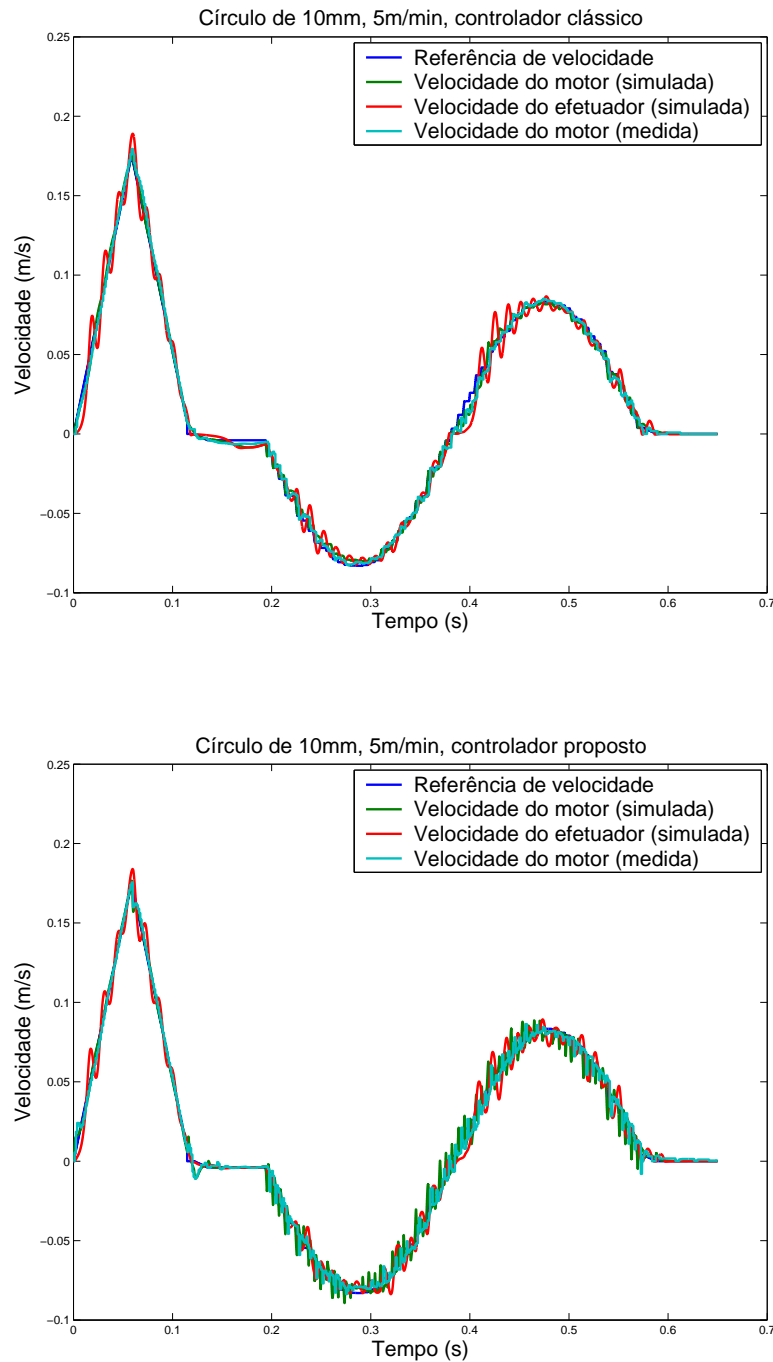 Círculo de 10mm, 5m/min, controlador clássico
0.25
0.2
0.15
0.1
0.05
0
−0.05
−0.1
Velocidade (m/s)
Referência de velocidade
Velocidade do motor (simulada)
Velocidade do efetuador (simulada)
Velocidade do motor (medida)
0 0.1 0.2 0.3 0.4 0.5 0.6 0.7
Tempo (s)
Círculo de 10mm, 5m/min, controlador proposto
0.25
0.2
0.15
0.1
0.05
0
−0.05
−0.1
Velocidade (m/s)
Referência de velocidade
Velocidade do motor (simulada)
Velocidade do efetuador (simulada)
Velocidade do motor (medida)
0 0.1 0.2 0.3 0.4 0.5 0.6 0.7
Tempo (s)